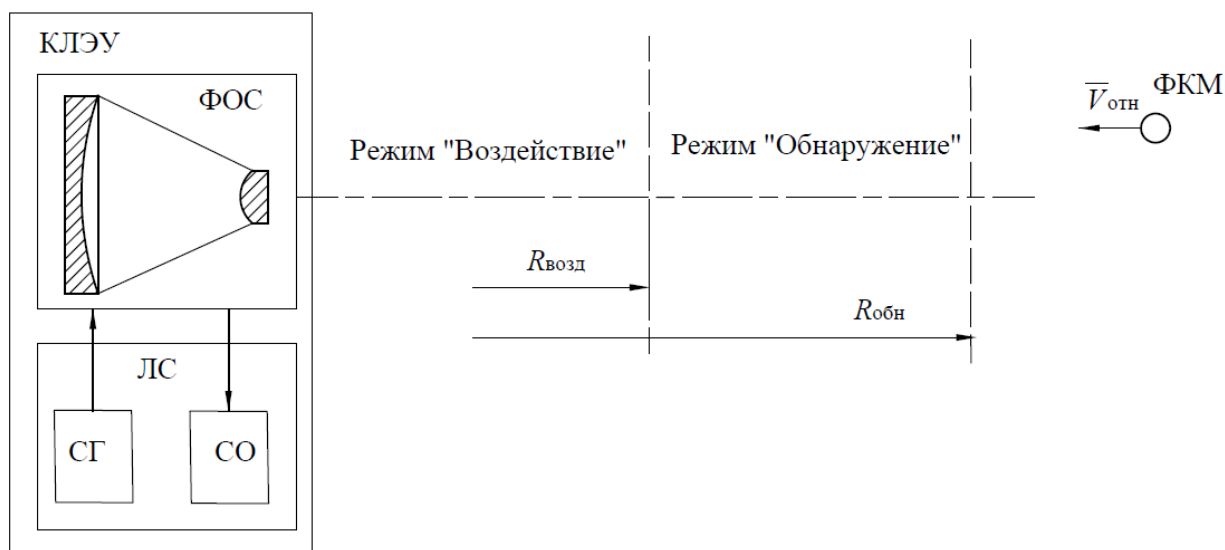 КЛЭУ
ФОС
ЛС
СГ
СО
Режим "Воздействие"
Режим "Обнаружение"
Rвозд
Rобн
V̅отн
ФКМ